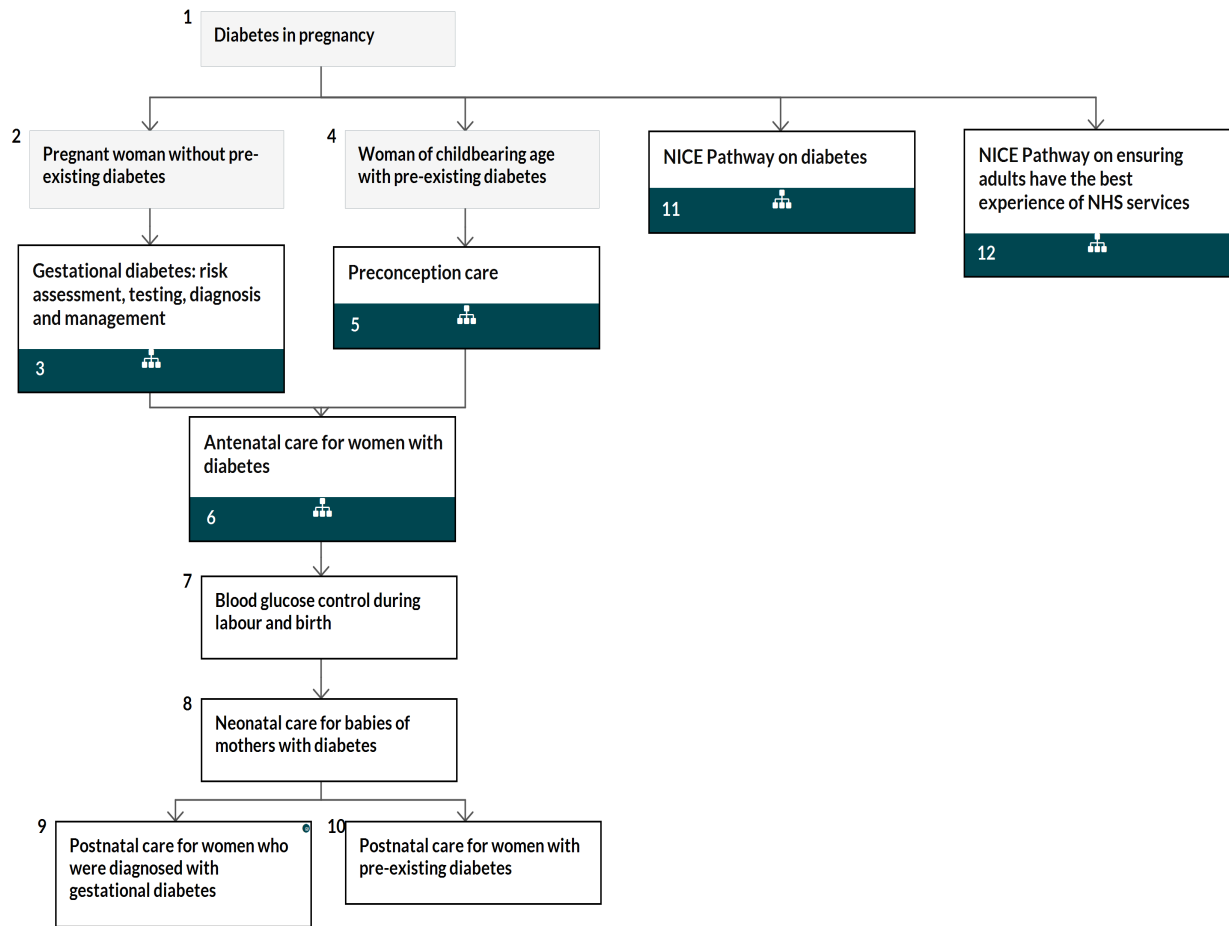 1
Diabetes in pregnancy
2
Pregnant woman without pre-
existing diabetes
4
Woman of childbearing age
with pre-existing diabetes
NICE Pathway on diabetes
11
NICE Pathway on ensuring
adults have the best
experience of NHS services
12
Gestational diabetes: risk
assessment, testing, diagnosis
and management
3
Preconception care
5
Antenatal care for women with
diabetes
6
7
Blood glucose control during
labour and birth
8
Neonatal care for babies of
mothers with diabetes
9
Postnatal care for women who
were diagnosed with
gestational diabetes
10
Postnatal care for women with
pre-existing diabetes